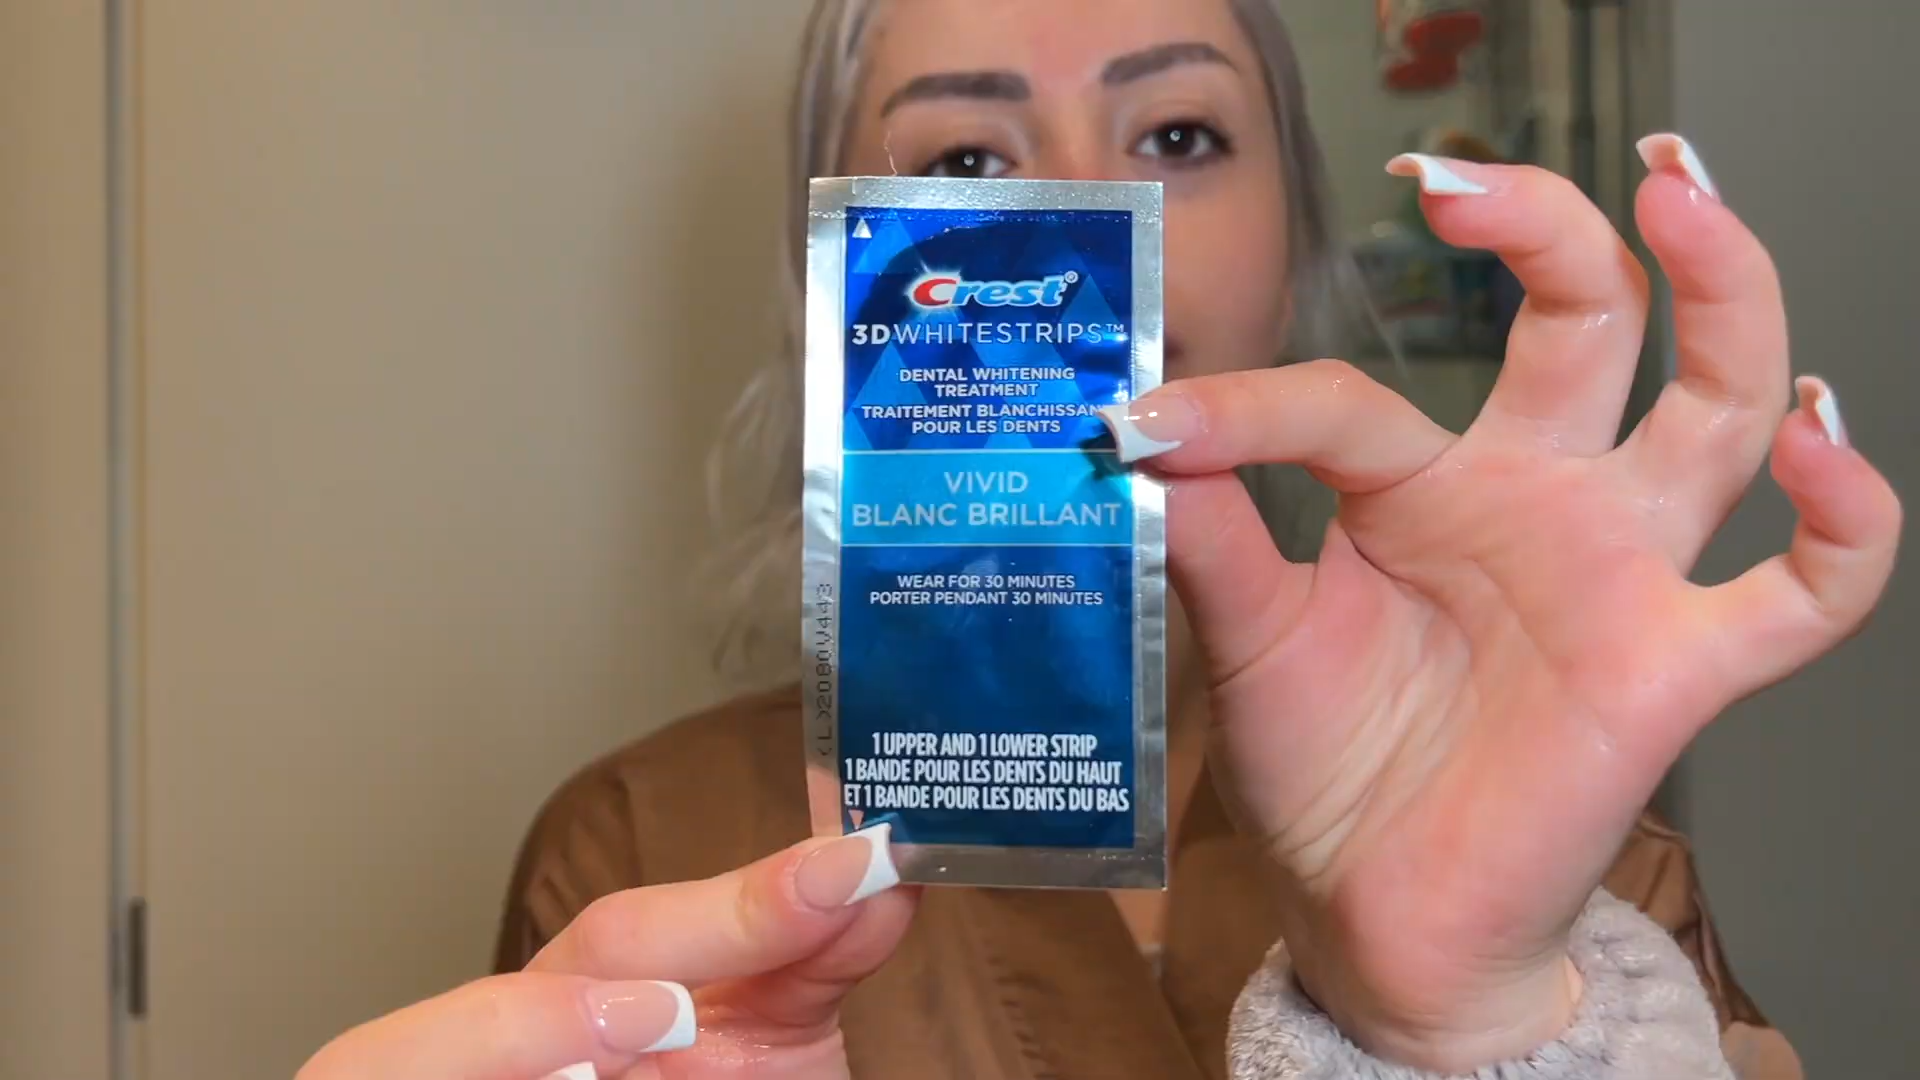 Crest®
3DWHITESTRIPS™
DENTAL WHITENING
TREATMENT
TRAITEMENT BLANCHISSAN
POUR LES DENTS
VIVID
BLANC BRILLANT
WEAR FOR 30 MINUTES
PORTER PENDANT 30 MINUTES
(L)2080V443
1 UPPER AND 1 LOWER STRIP
1 BANDE POUR LES DENTS DU HAUT
ET 1 BANDE POUR LES DENTS DU BAS